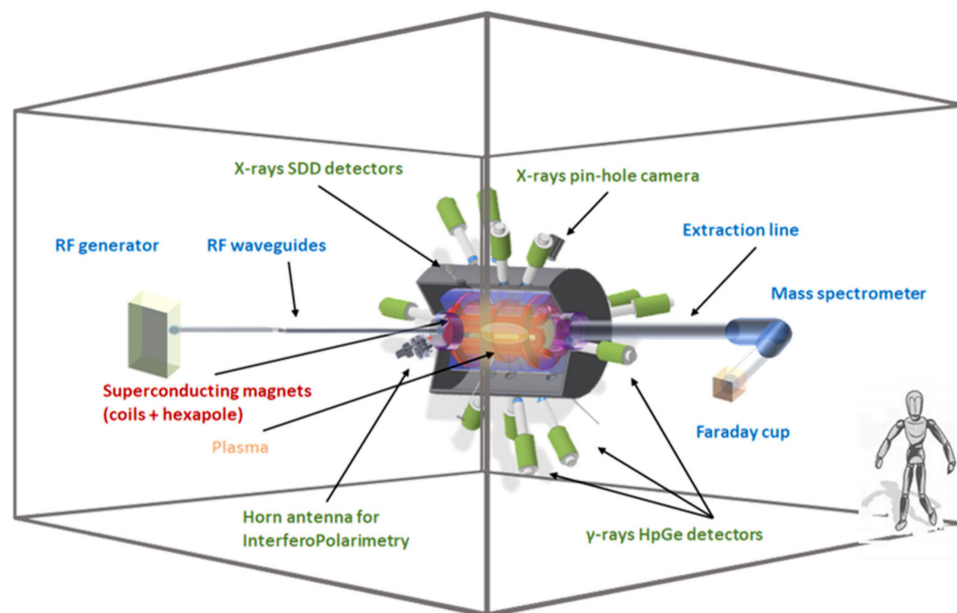 X-rays SDD detectors
X-rays pin-hole camera
RF generator
RF waveguides
Extraction line
Mass spectrometer
Superconducting magnets
(coils + hexapole)
Plasma
Faraday cup
Horn antenna for
InterferoPolarimetry
γ-rays HpGe detectors